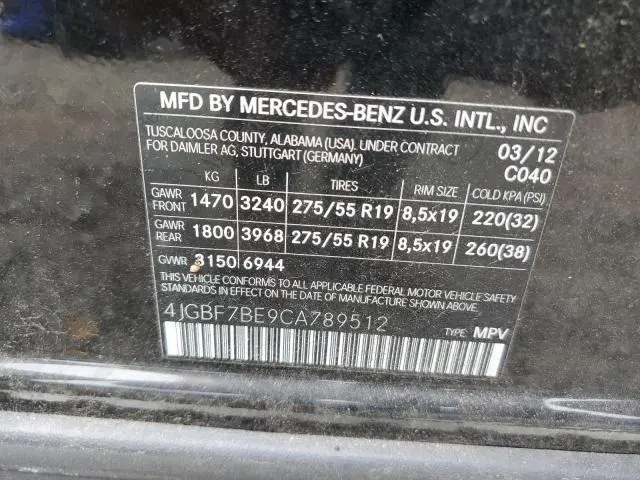 MFD BY MERCEDES-BENZ U.S. INTL., INC
TUSCALOOSA COUNTY, ALABAMA (USA). UNDER CONTRACT
FOR DAIMLER AG, STUTTGART (GERMANY)
03/12
C040
KG LB TIRES RIM SIZE COLD KPA (PSI)
GAWR FRONT 1470 3240 275/55 R19 8,5x19 220(32)
GAWR REAR 1800 3968 275/55 R19 8,5x19 260(38)
GVWR 3150 6944
THIS VEHICLE CONFORMS TO ALL APPLICABLE FEDERAL MOTOR VEHICLE SAFETY
STANDARDS IN EFFECT ON THE DATE OF MANUFACTURE SHOWN ABOVE.
4JGBF7BE9CA789512
TYPE: MPV